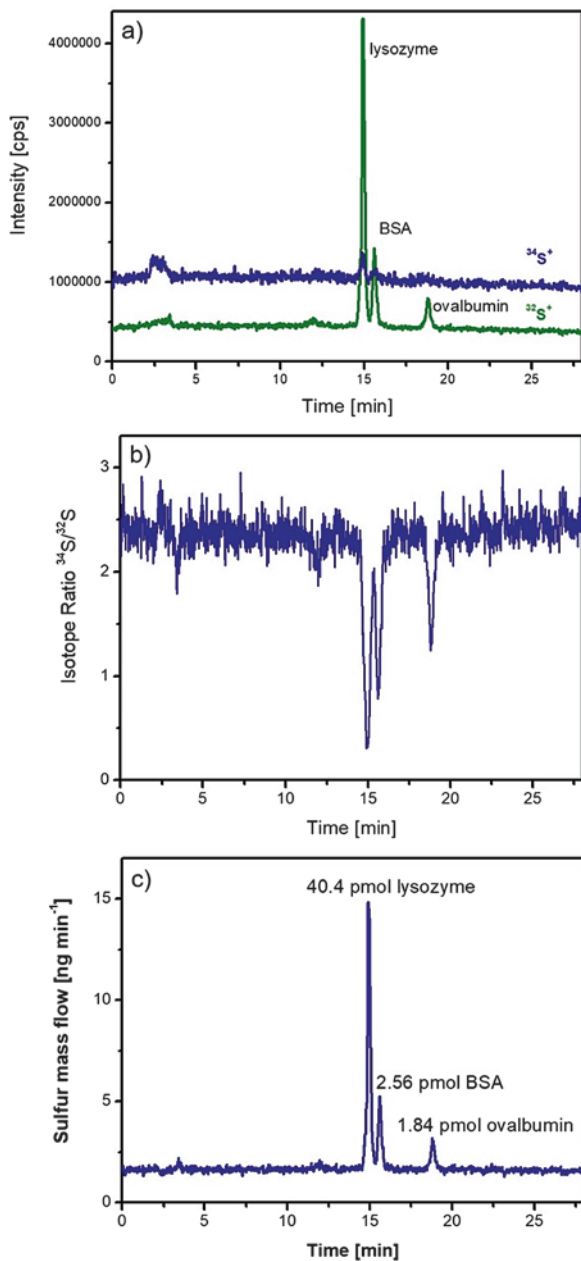 a)
4000000
3000000
2000000
1000000
0
Intensity [cps]
lysozyme
BSA
³⁴S⁺
ovalbumin
³²S⁺
0 5 10 15 20 25
Time [min]
b)
3
2
1
0
Isotope Ratio ³⁴S/³²S
0 5 10 15 20 25
Time [min]
c)
40.4 pmol lysozyme
15
10
5
0
Sulfur mass flow [ng min⁻¹]
2.56 pmol BSA
1.84 pmol ovalbumin
0 5 10 15 20 25
Time [min]